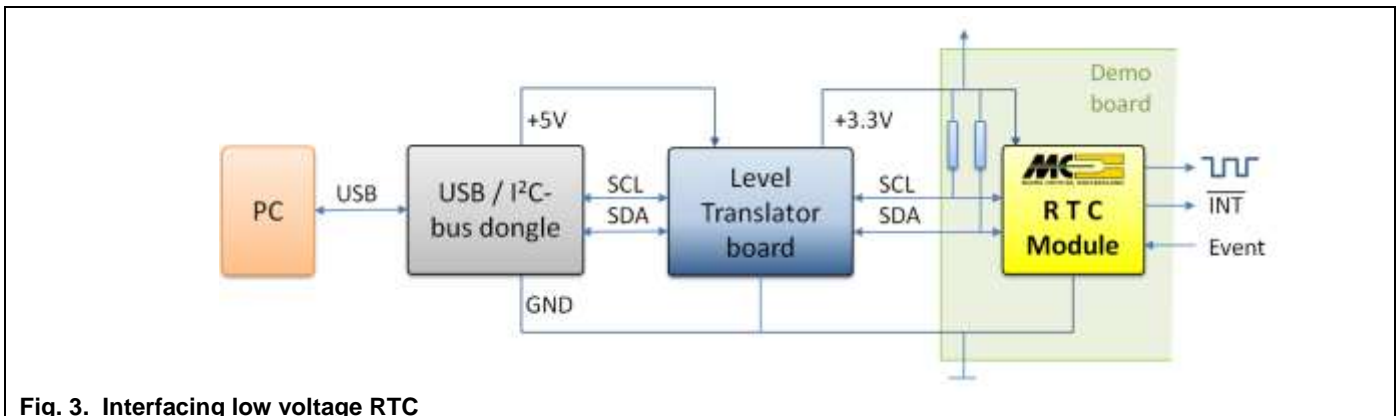 Demo
board
+5V
+3.3V
PC
USB
USB / I²C-
bus dongle
SCL
SDA
Level
Translator
board
SCL
SDA
MC
R T C
Module
INT
Event
GND
Fig. 3. Interfacing low voltage RTC